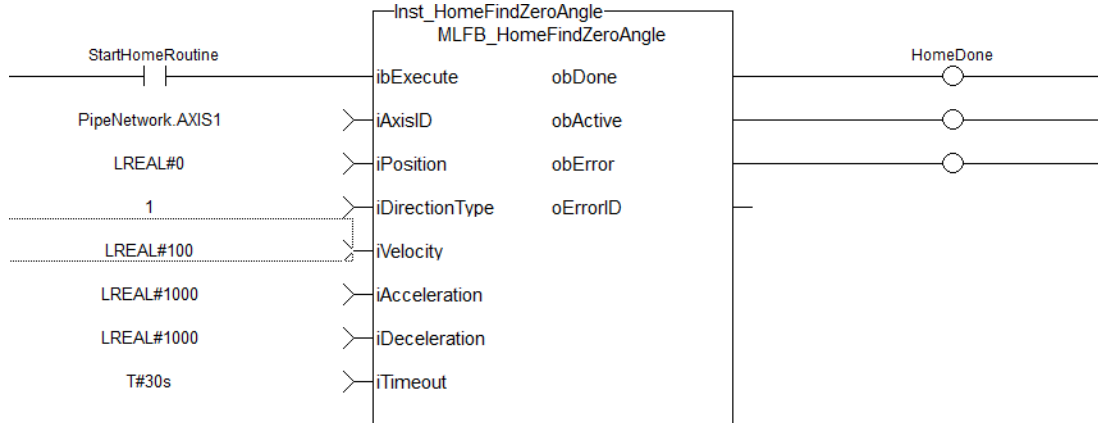 Inst_HomeFindZeroAngle
MLFB_HomeFindZeroAngle
StartHomeRoutine
HomeDone
ibExecute obDone
PipeNetwork.AXIS1 iAxisID obActive
LREAL#0 iPosition obError
1 iDirectionType oErrorID
LREAL#100 iVelocity
LREAL#1000 iAcceleration
LREAL#1000 iDeceleration
T#30s iTimeout